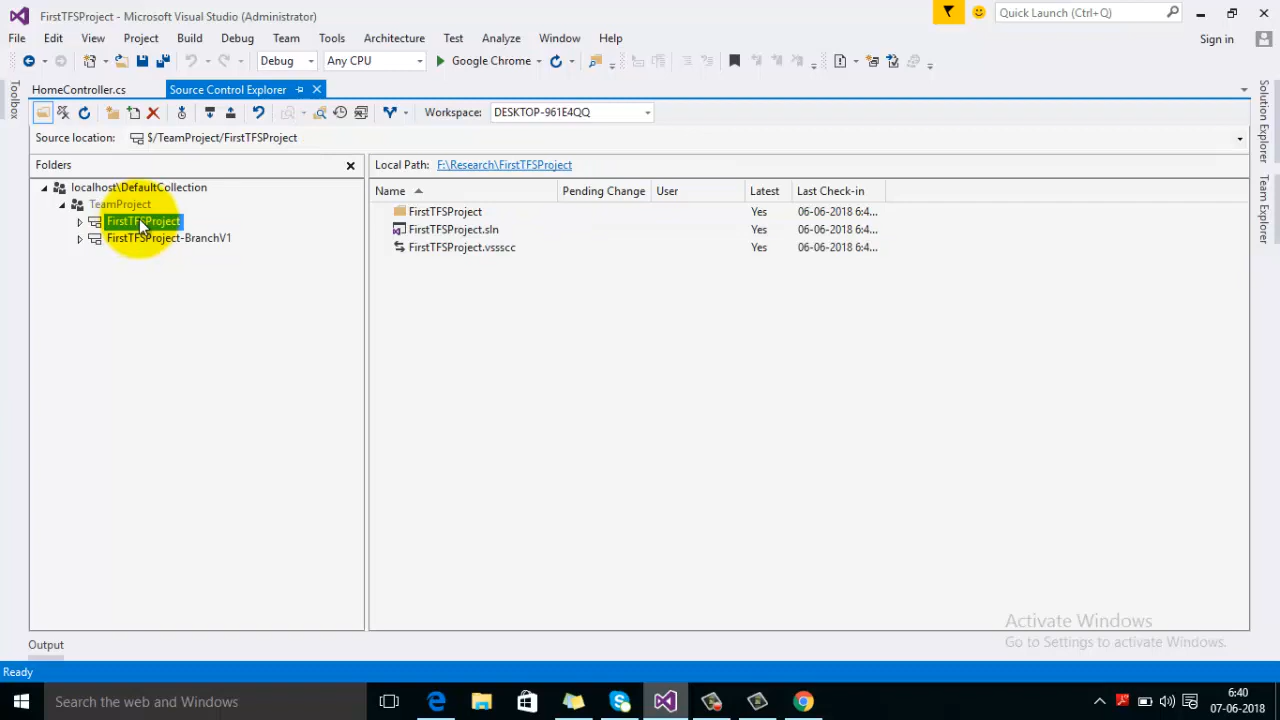 FirstTFSProject - Microsoft Visual Studio (Administrator)
Quick Launch (Ctrl+Q)
File Edit View Project Build Debug Team Tools Architecture Test Analyze Window Help
Sign in
Debug Any CPU Google Chrome
Toolbox
HomeController.cs Source Control Explorer
Solution Explorer
Team Explorer
Workspace: DESKTOP-961E4QQ
Source location: $/TeamProject/FirstTFSProject
Folders
Local Path: F:\Research\FirstTFSProject
localhost\DefaultCollection
TeamProject
FirstTFSProject
FirstTFSProject-BranchV1
Name Pending Change User Latest Last Check-in
FirstTFSProject Yes 06-06-2018 6:4...
FirstTFSProject.sln Yes 06-06-2018 6:4...
FirstTFSProject.vssscc Yes 06-06-2018 6:4...
Activate Windows
Go to Settings to activate Windows.
Output
Ready
Search the web and Windows
6:40
07-06-2018